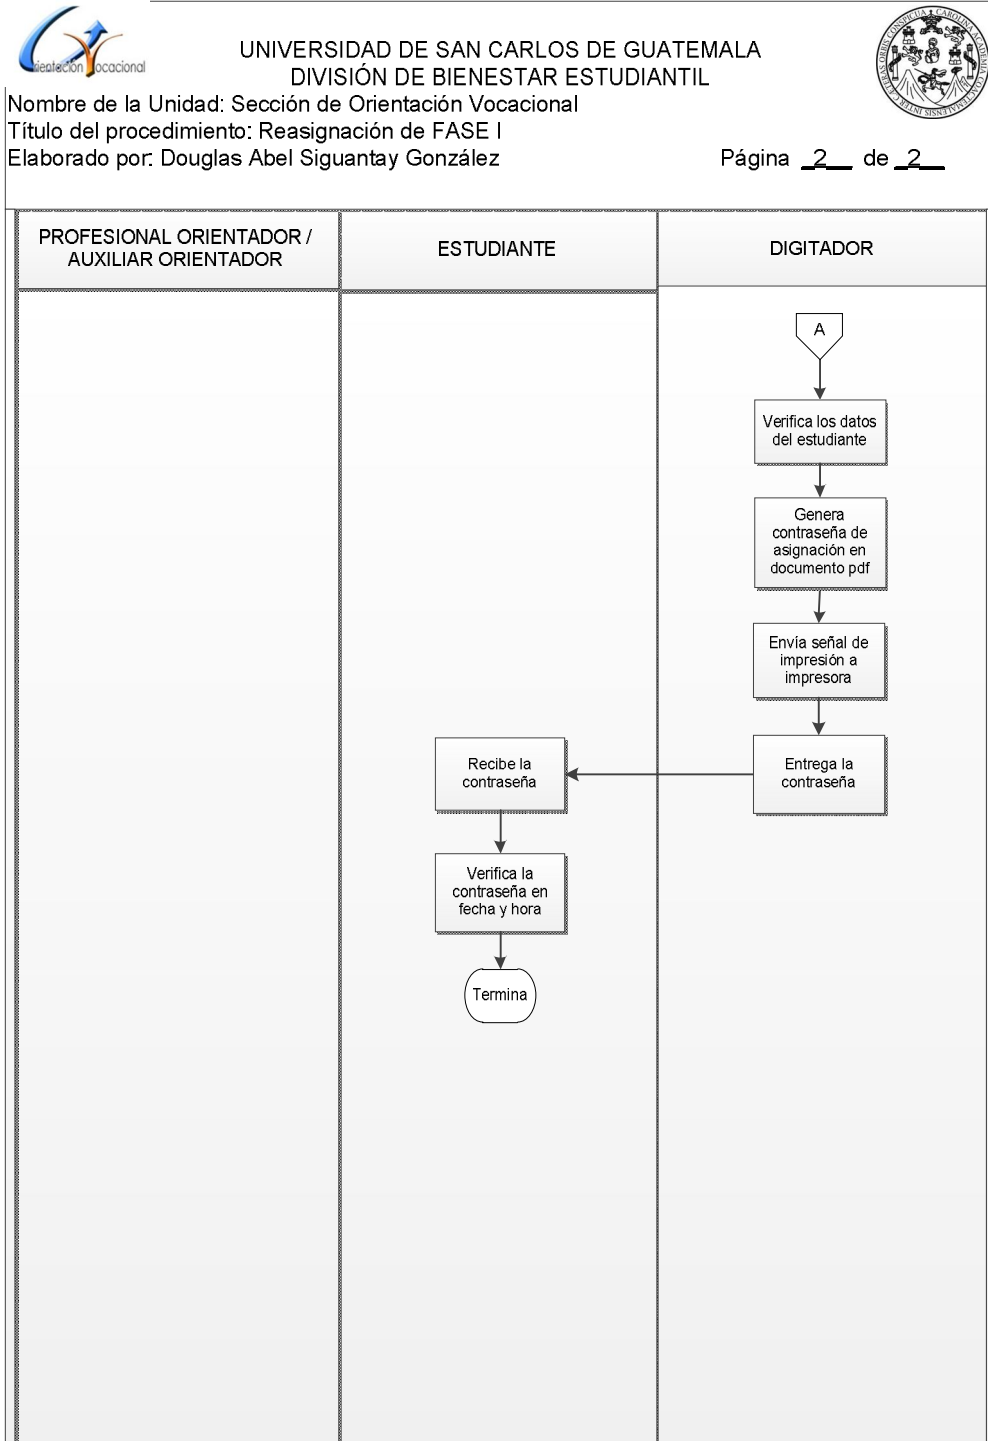 Orientación Vocacional
UNIVERSIDAD DE SAN CARLOS DE GUATEMALA
DIVISIÓN DE BIENESTAR ESTUDIANTIL
Nombre de la Unidad: Sección de Orientación Vocacional
Título del procedimiento: Reasignación de FASE I
Elaborado por: Douglas Abel Siguantay González
Página 2 de 2
PROFESIONAL ORIENTADOR /
AUXILIAR ORIENTADOR
ESTUDIANTE
DIGITADOR
A
Verifica los datos
del estudiante
Genera
contraseña de
asignación en
documento pdf
Envía señal de
impresión a
impresora
Entrega la
contraseña
Recibe la
contraseña
Verifica la
contraseña en
fecha y hora
Termina